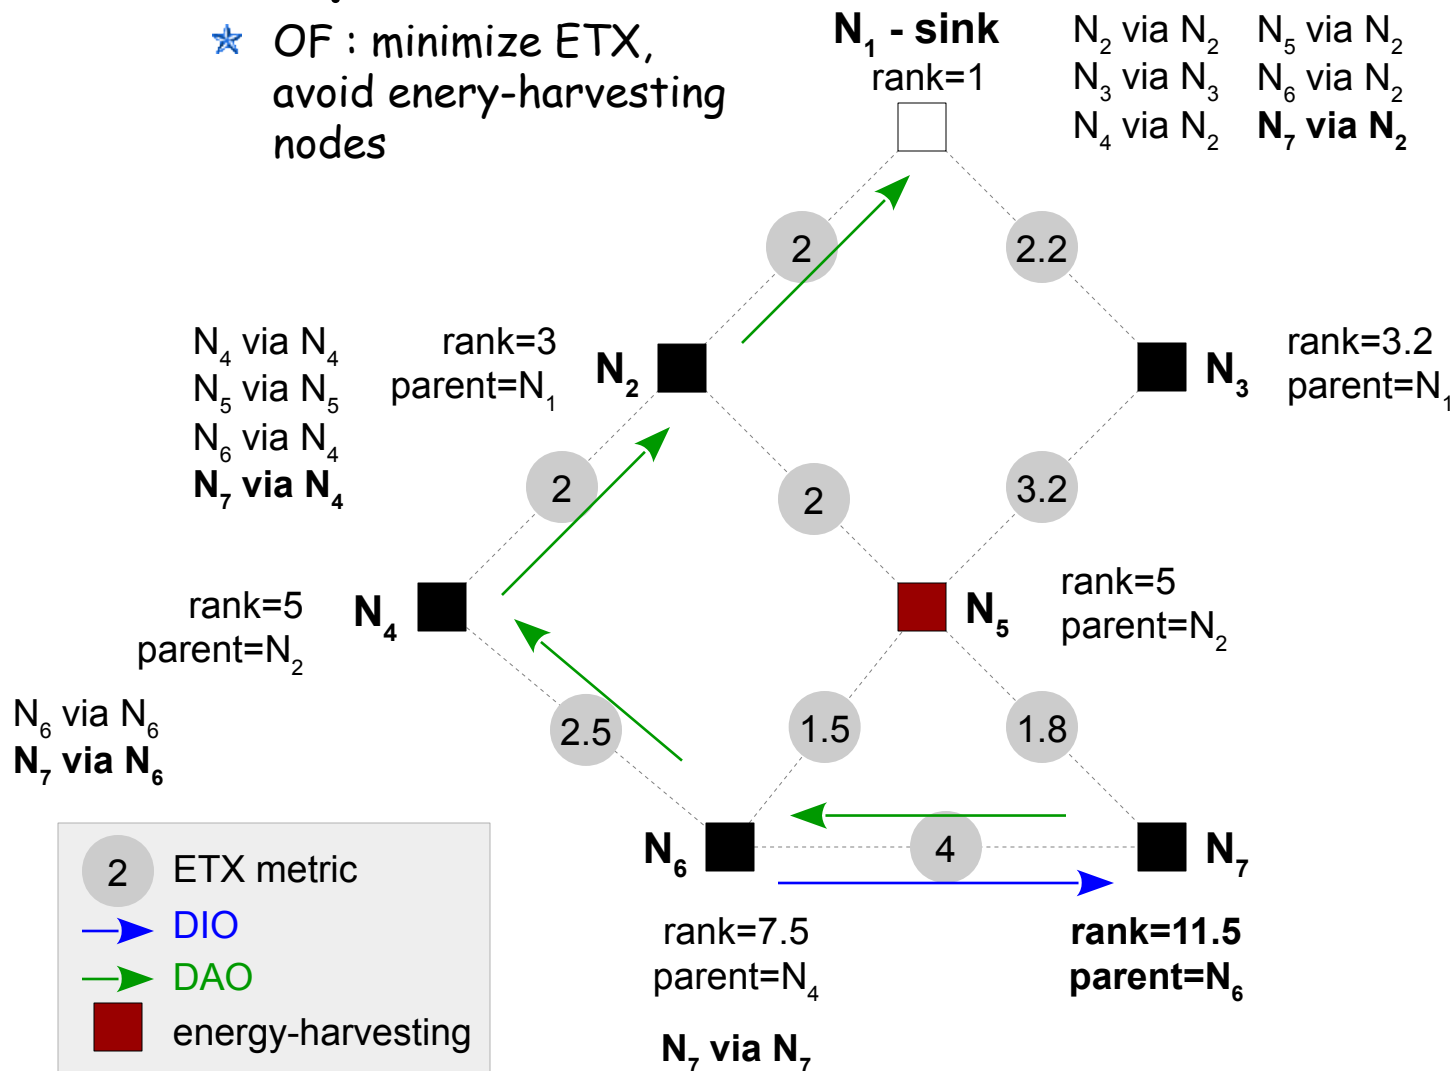 OF : minimize ETX,
avoid enery-harvesting
nodes
N1 - sink
rank=1
N2 via N2
N3 via N3
N4 via N2
N5 via N2
N6 via N2
N7 via N2
2
2.2
N4 via N4
N5 via N5
N6 via N4
N7 via N4
rank=3
parent=N1
N2
N3
rank=3.2
parent=N1
2
2
3.2
rank=5
parent=N2
N4
N5
rank=5
parent=N2
N6 via N6
N7 via N6
2.5
1.5
1.8
N6
4
N7
rank=7.5
parent=N4
N7 via N7
rank=11.5
parent=N6
2 ETX metric
DIO
DAO
energy-harvesting